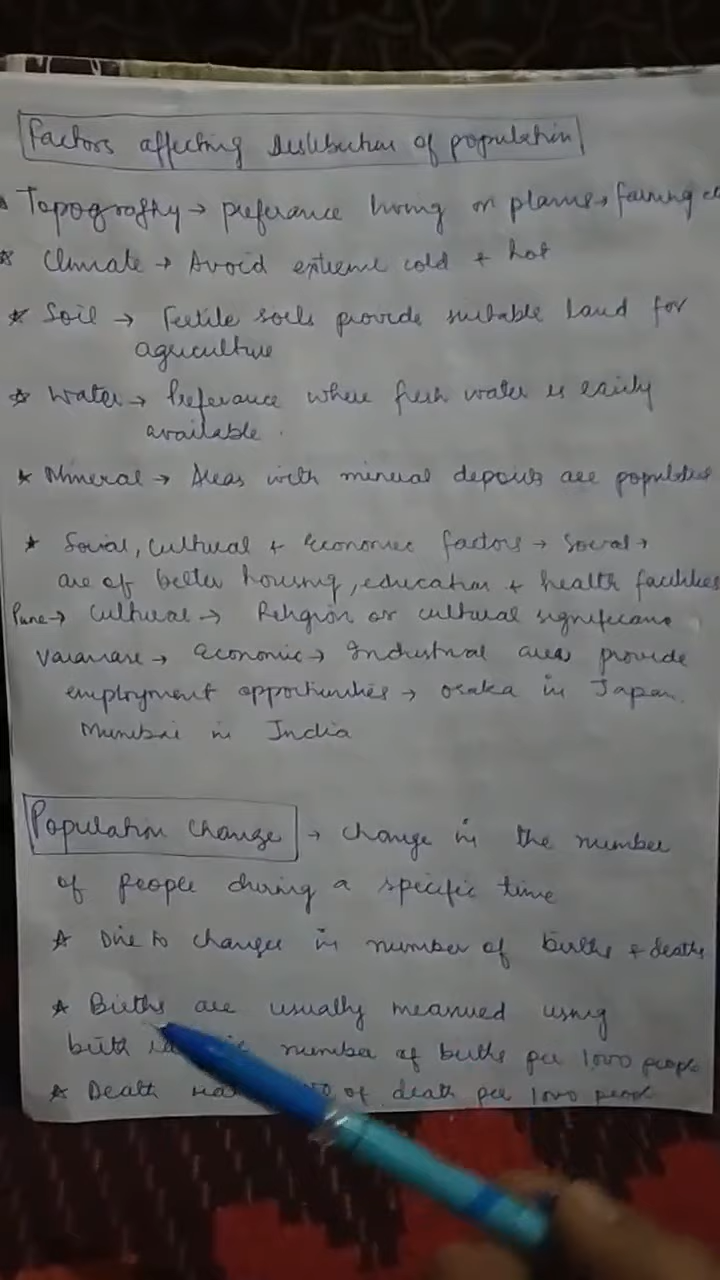 Factors affecting distribution of population
* Topography → preferance living on plains → farming
* Climate → Avoid extreme cold + hot
* Soil → Fertile soils provide suitable land for
agriculture
* Water → Preferance where fresh water is easily
available.
* Mineral → Areas with mineral deposits are populated
* Social, cultural + Economic factors → Social →
are of better housing, education + health facilities
Pune → Cultural → Religion or cultural significane
Varanasi → Economic → Industrial area provide
employment opportunities → Osaka in Japan.
Mumbai in India
Population Change → change in the number
of people during a specific time
* Due to changes in number of births + deaths
* Births are usually measured using
birth number of births per 1000 people
* Death of death per 1000 people